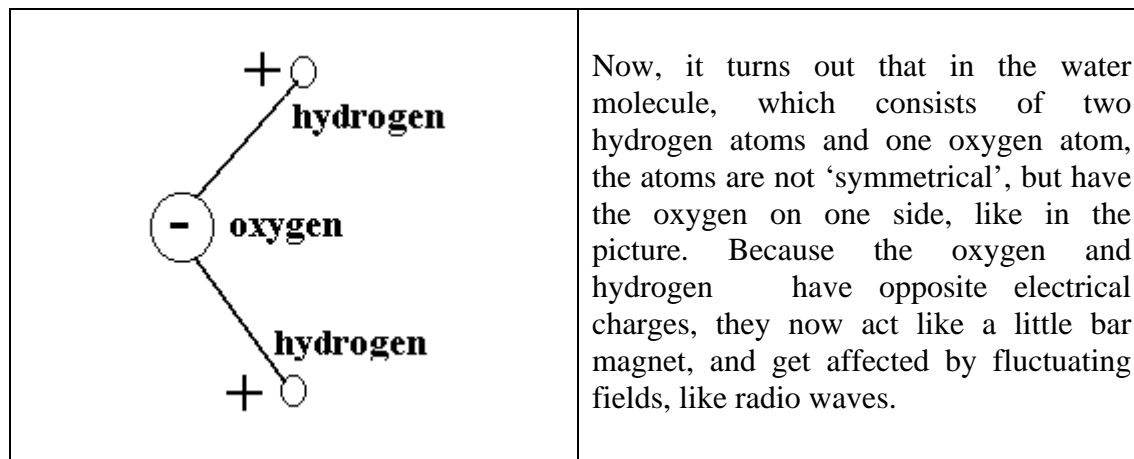 +
hydrogen
- oxygen
hydrogen
+
Now, it turns out that in the water
molecule, which consists of two
hydrogen atoms and one oxygen atom,
the atoms are not ‘symmetrical’, but have
the oxygen on one side, like in the
picture. Because the oxygen and
hydrogen have opposite electrical
charges, they now act like a little bar
magnet, and get affected by fluctuating
fields, like radio waves.